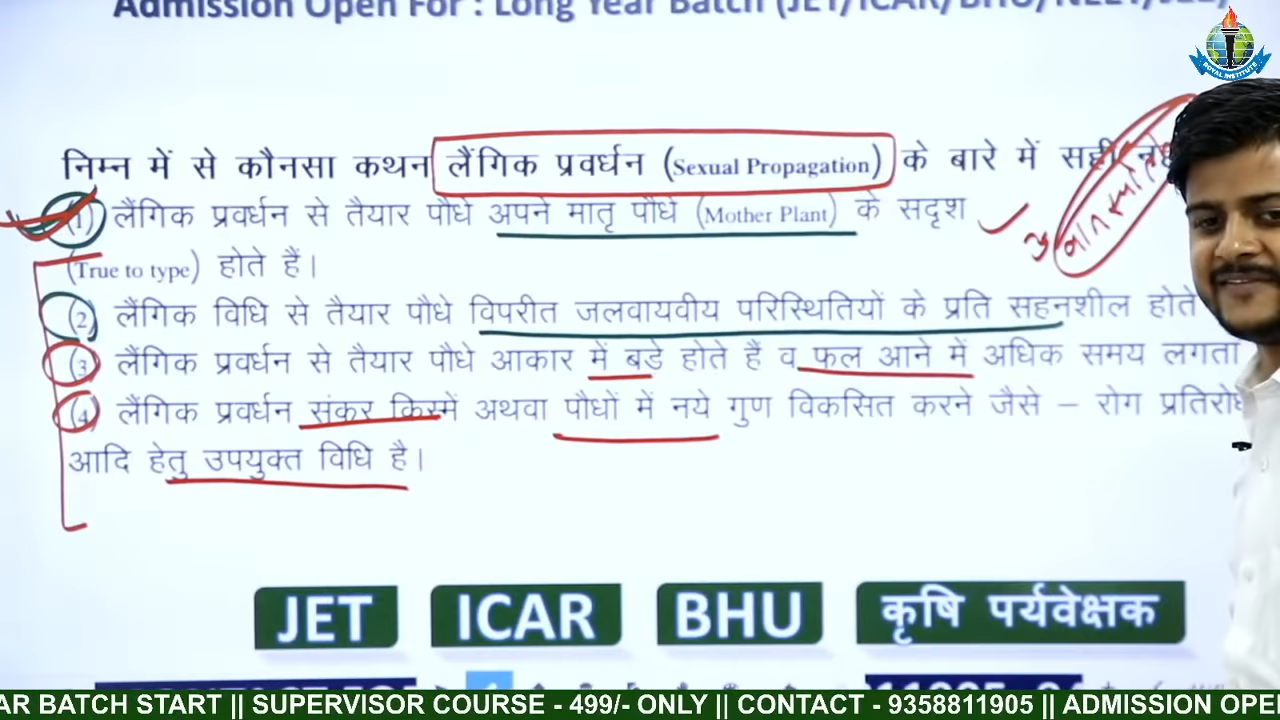 Admission Open For : Long Year Batch (JET/ICAR/BHU/NEET/JEE/
ROYAL INSTITUTE
निम्न में से कौनसा कथन लैंगिक प्रवर्धन (Sexual Propagation) के बारे में सही
(1) लैंगिक प्रवर्धन से तैयार पौधे अपने मातृ पौधे (Mother Plant) के सदृश
(True to type) होते हैं।
(2) लैंगिक विधि से तैयार पौधे विपरीत जलवायवीय परिस्थितियों के प्रति सहनशील होते
(3) लैंगिक प्रवर्धन से तैयार पौधे आकार में बडे होते हैं व फल आने में अधिक समय लगता
(4) लैंगिक प्रवर्धन संकर किस्में अथवा पौधों में नये गुण विकसित करने जैसे – रोग प्रतिरोध
आदि हेतु उपयुक्त विधि है।
JET ICAR BHU कृषि पर्यवेक्षक
AR BATCH START || SUPERVISOR COURSE - 499/- ONLY || CONTACT - 9358811905 || ADMISSION OPE